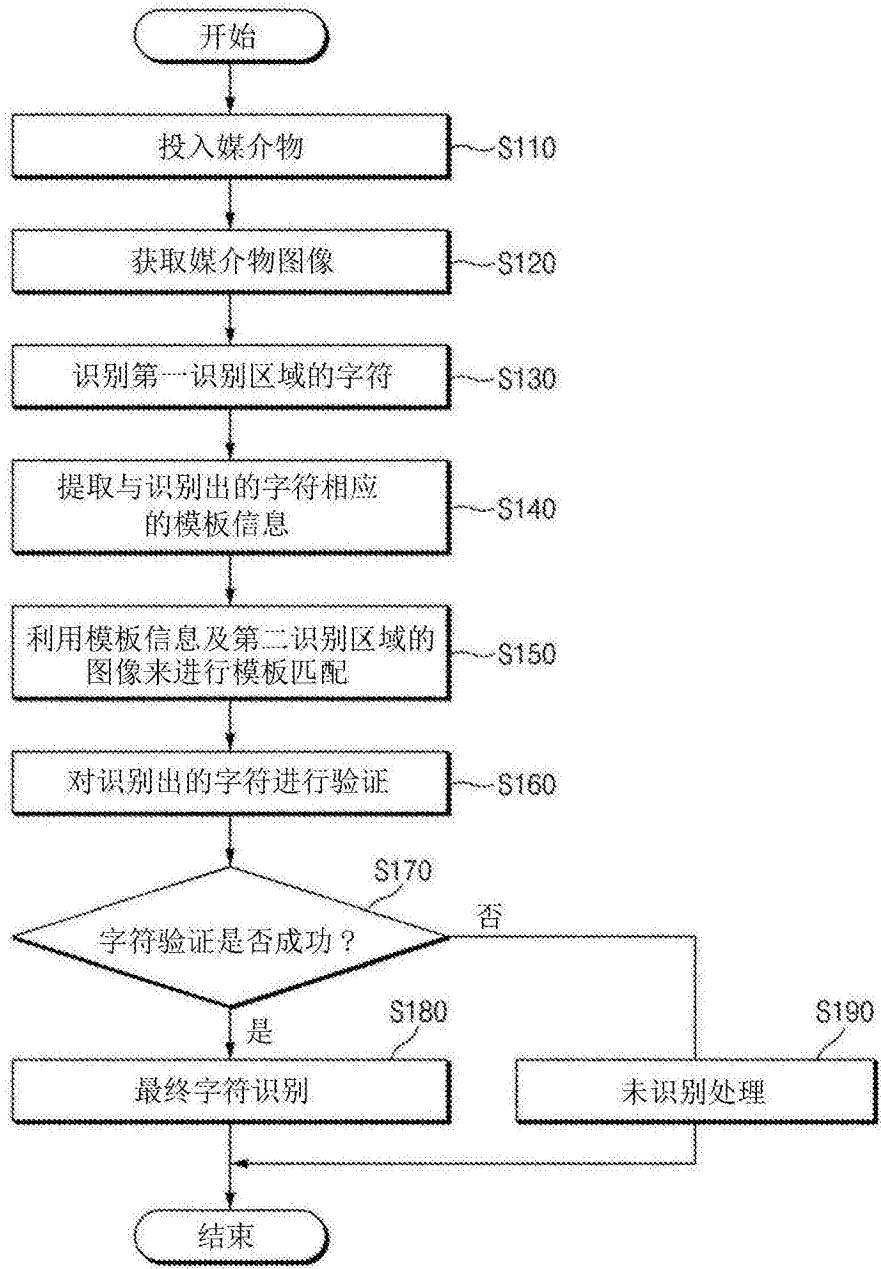 开始
投入媒介物
S110
获取媒介物图像
S120
识别第一识别区域的字符
S130
提取与识别出的字符相应
的模板信息
S140
利用模板信息及第二识别区域的
图像来进行模板匹配
S150
对识别出的字符进行验证
S160
S170
字符验证是否成功？
否
是
S180
最终字符识别
S190
未识别处理
结束